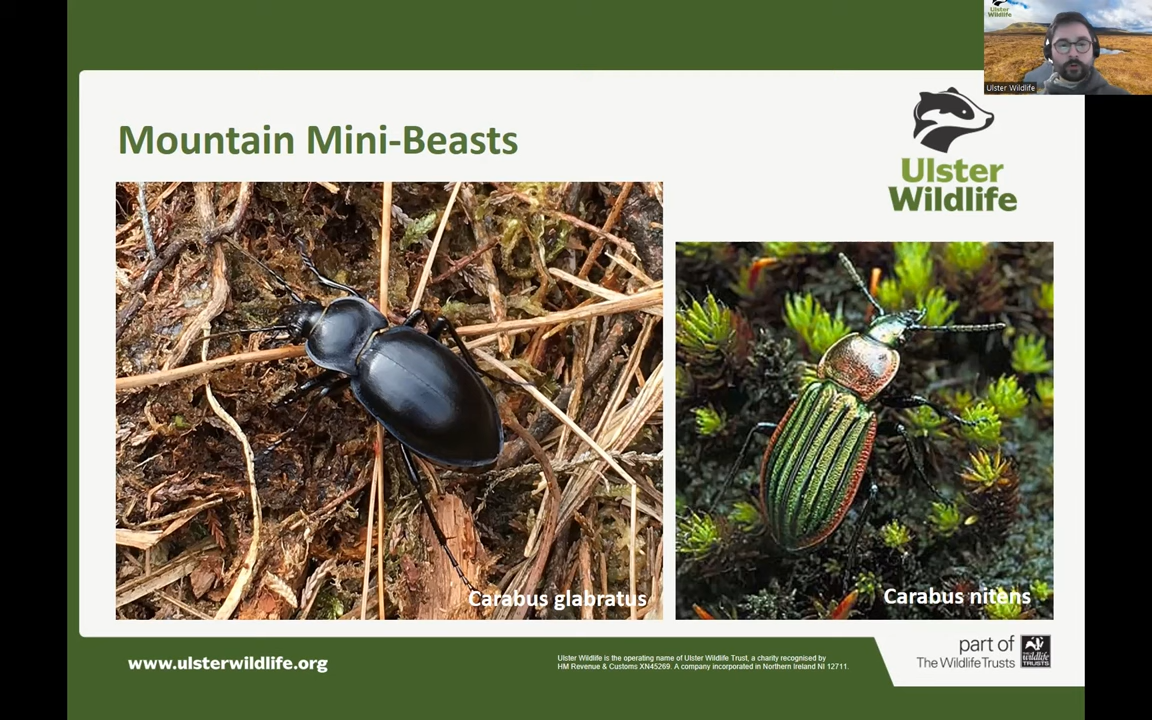 Ulster
Wildlife
Ulster Wildlife
Mountain Mini-Beasts
Ulster
Wildlife
Carabus glabratus
Carabus nitens
www.ulsterwildlife.org
Ulster Wildlife is the operating name of Ulster Wildlife Trust, a charity recognised by
HM Revenue & Customs XN45269. A company incorporated in Northern Ireland NI 12711.
part of
The Wildlife Trusts
the
wildlife
TRUSTS